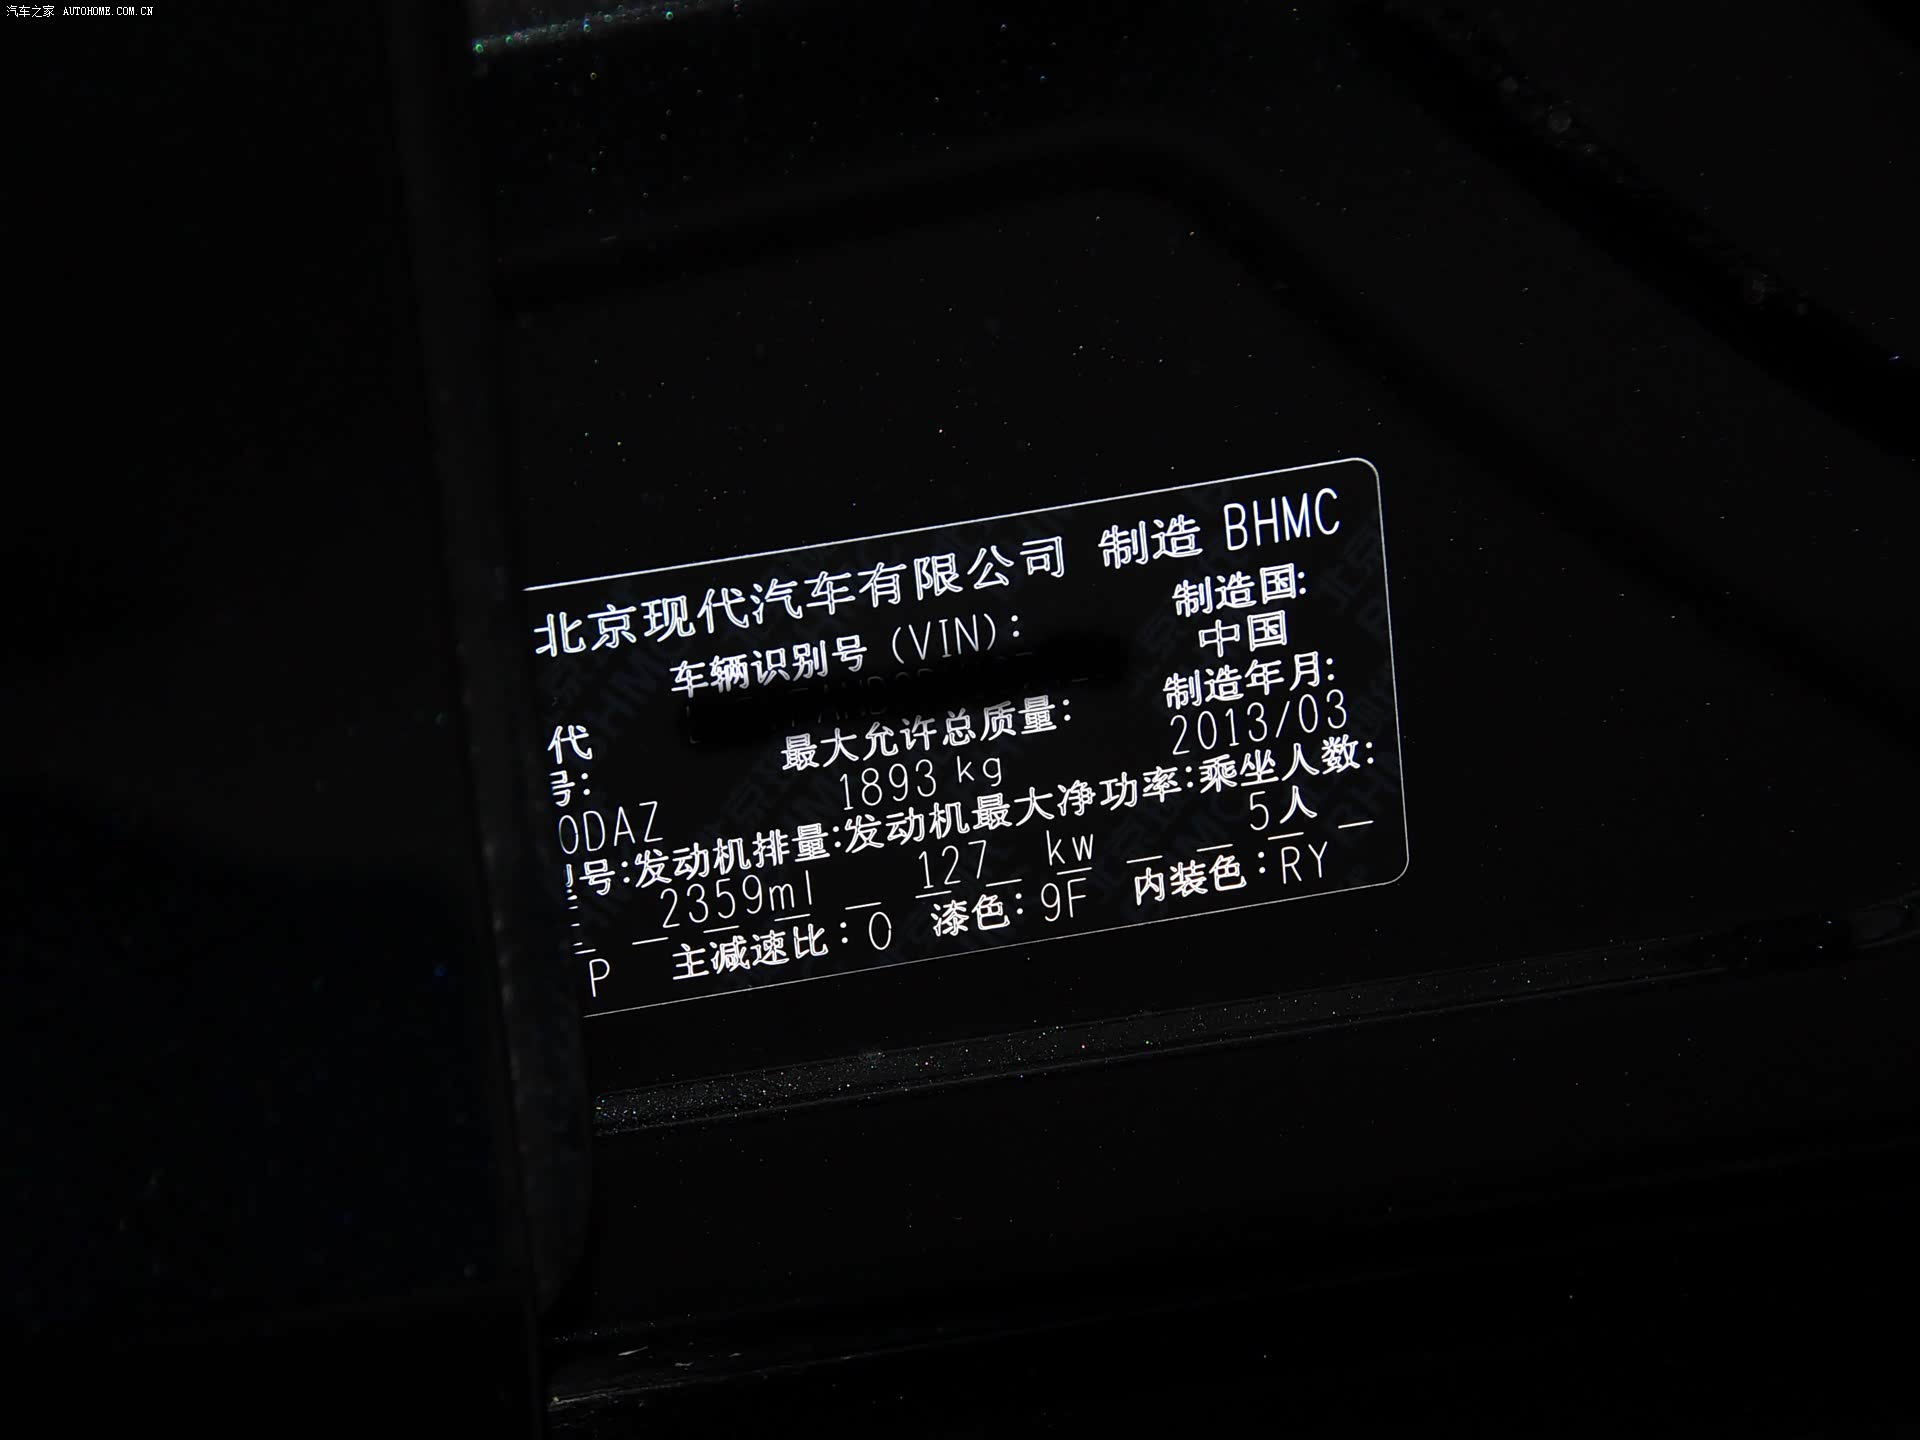 汽车之家 AUTOHOME.COM.CN
北京现代汽车有限公司 制造 BHMC
车辆识别号 (VIN): 制造国:
中国
代 最大允许总质量: 制造年月:
号: 1893 kg 2013/03
0DAZ
号:发动机排量:发动机最大净功率:乘坐人数:
2359ml 127 kw 5人
P 主减速比:0 漆色:9F 内装色:RY